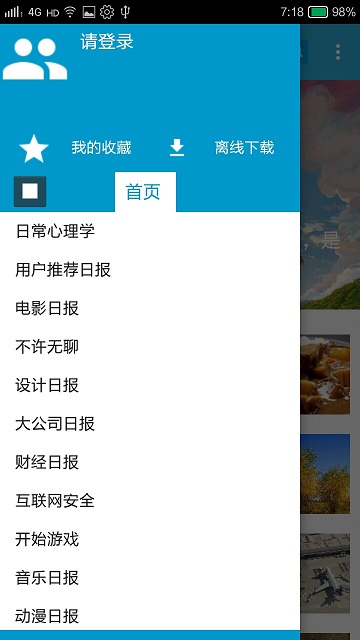 4G HD 7:18 98%
请登录
我的收藏 离线下载
首页
，是
日常心理学
用户推荐日报
电影日报
不许无聊
设计日报
大公司日报
财经日报
互联网安全
开始游戏
音乐日报
动漫日报